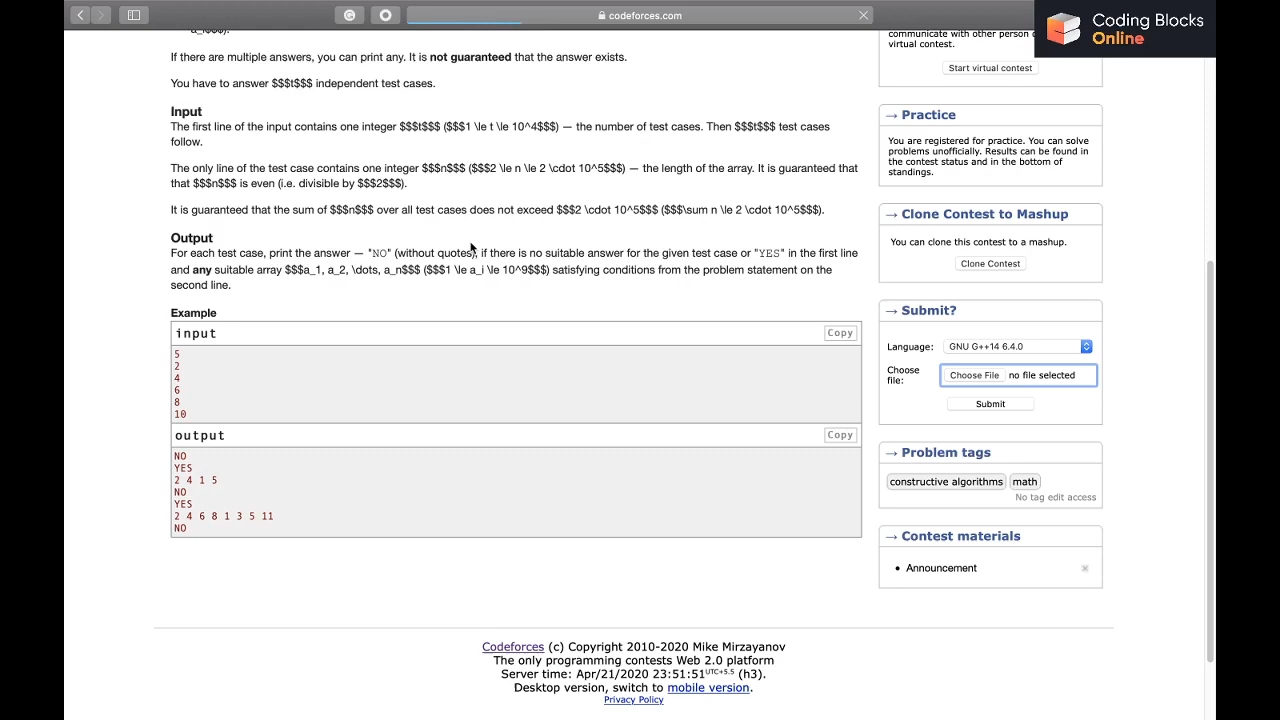 codeforces.com
Coding Blocks
Online
a_i$$$).
If there are multiple answers, you can print any. It is not guaranteed that the answer exists.
You have to answer $$$t$$$ independent test cases.
Input
The first line of the input contains one integer $$$t$$$ ($$$1 \le t \le 10^4$$$) — the number of test cases. Then $$$t$$$ test cases
follow.
The only line of the test case contains one integer $$$n$$$ ($$$2 \le n \le 2 \cdot 10^5$$$) — the length of the array. It is guaranteed that
that $$$n$$$ is even (i.e. divisible by $$$2$$$).
It is guaranteed that the sum of $$$n$$$ over all test cases does not exceed $$$2 \cdot 10^5$$$ ($$$\sum n \le 2 \cdot 10^5$$$).
Output
For each test case, print the answer — "NO" (without quotes), if there is no suitable answer for the given test case or "YES" in the first line
and any suitable array $$$a_1, a_2, \dots, a_n$$$ ($$$1 \le a_i \le 10^9$$$) satisfying conditions from the problem statement on the
second line.
Example
input Copy
5
2
4
6
8
10
output Copy
NO
YES
2 4 1 5
NO
YES
2 4 6 8 1 3 5 11
NO
communicate with other person
virtual contest.
Start virtual contest
→ Practice
You are registered for practice. You can solve
problems unofficially. Results can be found in
the contest status and in the bottom of
standings.
→ Clone Contest to Mashup
You can clone this contest to a mashup.
Clone Contest
→ Submit?
Language: GNU G++14 6.4.0
Choose
file: Choose File no file selected
Submit
→ Problem tags
constructive algorithms math
No tag edit access
→ Contest materials
• Announcement
Codeforces (c) Copyright 2010-2020 Mike Mirzayanov
The only programming contests Web 2.0 platform
Server time: Apr/21/2020 23:51:51UTC+5.5 (h3).
Desktop version, switch to mobile version.
Privacy Policy